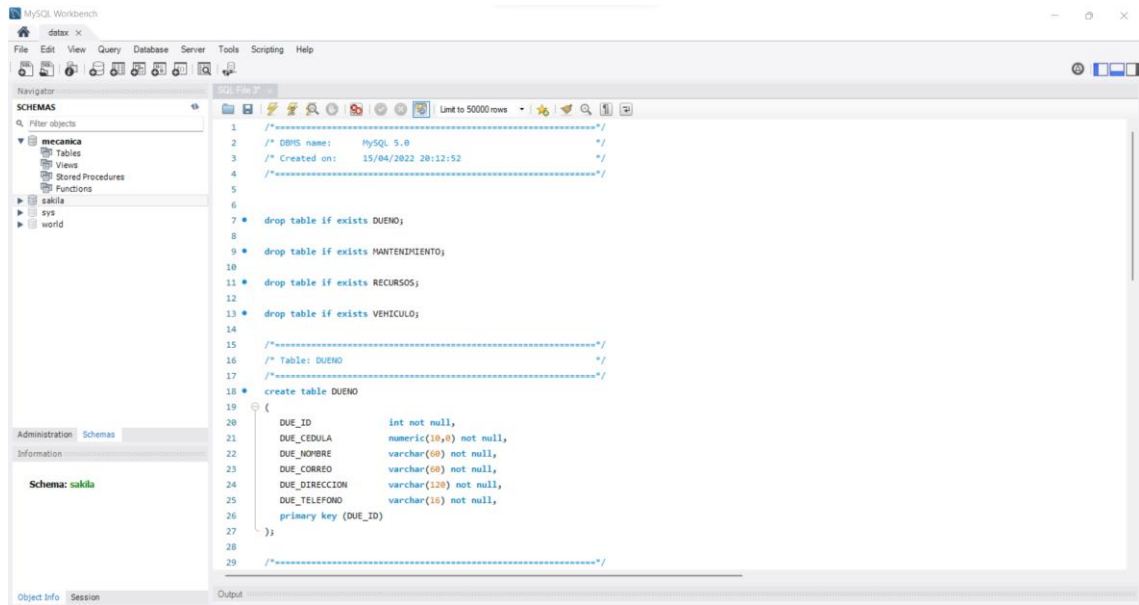 MySQL Workbench
datax ×
File Edit View Query Database Server Tools Scripting Help
Navigator
SCHEMAS
Filter objects
mecanica
Tables
Views
Stored Procedures
Functions
sakila
sys
world
Administration Schemas
Information
Schema: sakila
Object Info Session
SQL File 3* ×
Limit to 50000 rows
1 /*==============================================================*/
2 /* DBMS name:      MySQL 5.0                                    */
3 /* Created on:     15/04/2022 20:12:52                          */
4 /*==============================================================*/
5
6
7 drop table if exists DUENO;
8
9 drop table if exists MANTENIMIENTO;
10
11 drop table if exists RECURSOS;
12
13 drop table if exists VEHICULO;
14
15 /*==============================================================*/
16 /* Table: DUENO                                                 */
17 /*==============================================================*/
18 create table DUENO
19 (
20 DUE_ID int not null,
21 DUE_CEDULA numeric(10,0) not null,
22 DUE_NOMBRE varchar(60) not null,
23 DUE_CORREO varchar(60) not null,
24 DUE_DIRECCION varchar(120) not null,
25 DUE_TELEFONO varchar(16) not null,
26 primary key (DUE_ID)
27 );
28
29 /*==============================================================*/
Output